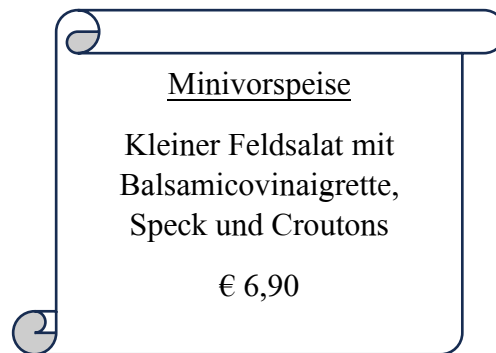 Minivorspeise
Kleiner Feldsalat mit
Balsamicovinaigrette,
Speck und Croutons
€ 6,90